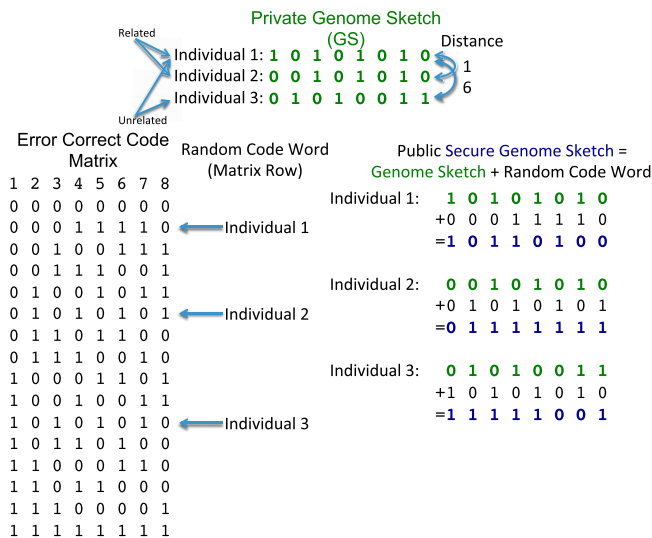 Private Genome Sketch
(GS)
Related
Distance
Individual 1: 1 0 1 0 1 0 1 0
1
Individual 2: 0 0 1 0 1 0 1 0
6
Individual 3: 0 1 0 1 0 0 1 1
Unrelated
Error Correct Code
Matrix
1 2 3 4 5 6 7 8
0 0 0 0 0 0 0 0
0 0 0 1 1 1 1 0
0 0 1 0 0 1 1 1
0 0 1 1 1 0 0 1
0 1 0 0 1 0 1 1
0 1 0 1 0 1 0 1
0 1 1 0 1 1 0 0
0 1 1 1 0 0 1 0
1 0 0 0 1 1 0 1
1 0 0 1 0 0 1 1
1 0 1 0 1 0 1 0
1 0 1 1 0 1 0 0
1 1 0 0 0 1 1 0
1 1 0 1 1 0 0 0
1 1 0 0 0 0 0 1
1 1 1 1 1 1 1 1
Random Code Word
(Matrix Row)
Individual 1
Individual 2
Individual 3
Public Secure Genome Sketch =
Genome Sketch + Random Code Word
Individual 1: 1 0 1 0 1 0 1 0
+0 0 0 1 1 1 1 0
=1 0 1 1 0 1 0 0
Individual 2: 0 0 1 0 1 0 1 0
+0 1 0 1 0 1 0 1
=0 1 1 1 1 1 1 1
Individual 3: 0 1 0 1 0 0 1 1
+1 0 1 0 1 0 1 0
=1 1 1 1 1 0 0 1